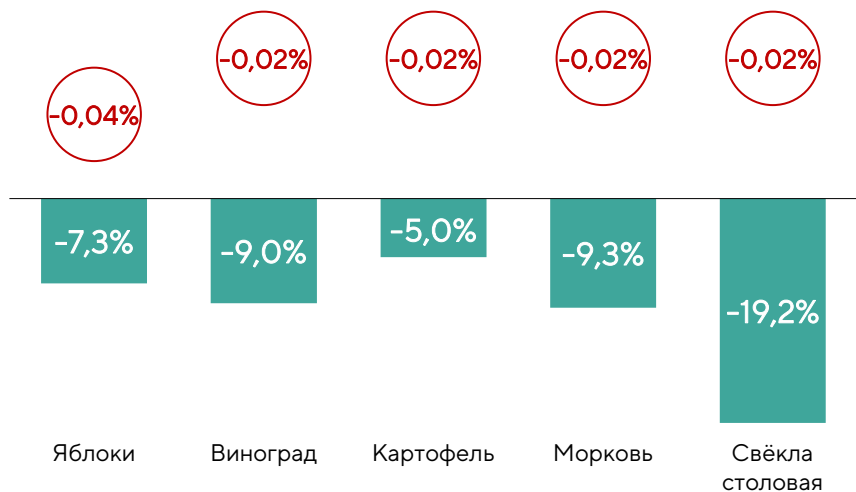 -0,02% -0,02% -0,02% -0,02%
-0,04%
-7,3% -9,0% -5,0% -9,3% -19,2%
Яблоки Виноград Картофель Морковь Свёкла
столовая